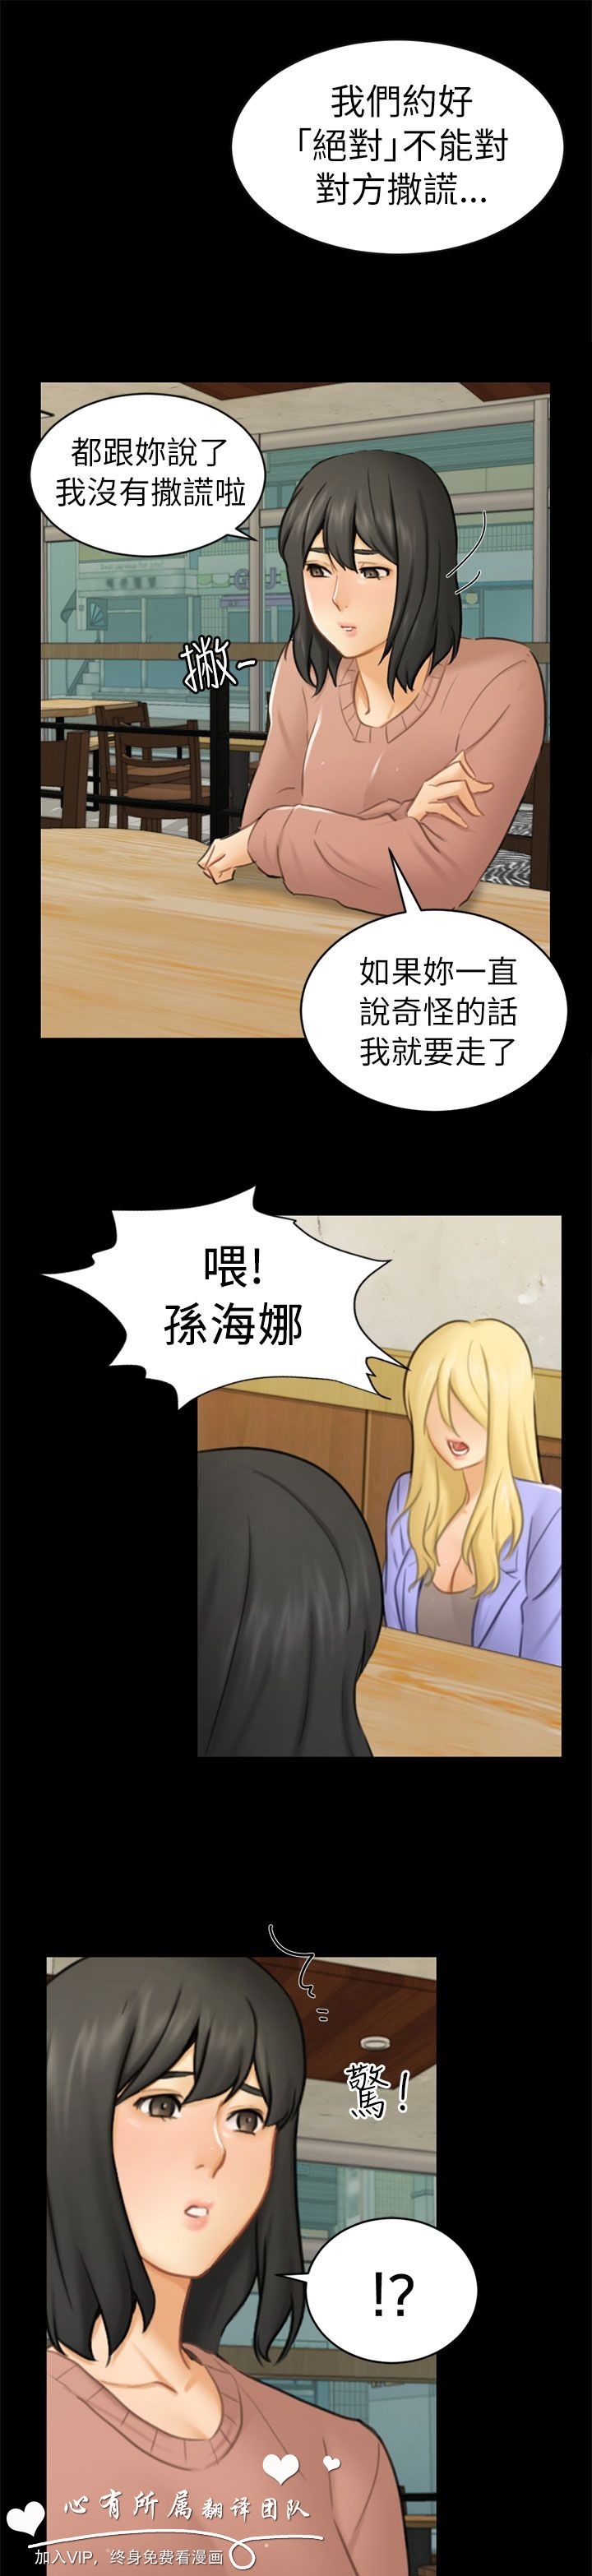 我們約好
「絕對」不能對
對方撒謊...
都跟妳說了
我沒有撒謊啦
撇-
如果妳一直
說奇怪的話
我就要走了
喂!
孫海娜
驚!
!?
心有所属翻译团队
加入VIP，终身免费看漫画